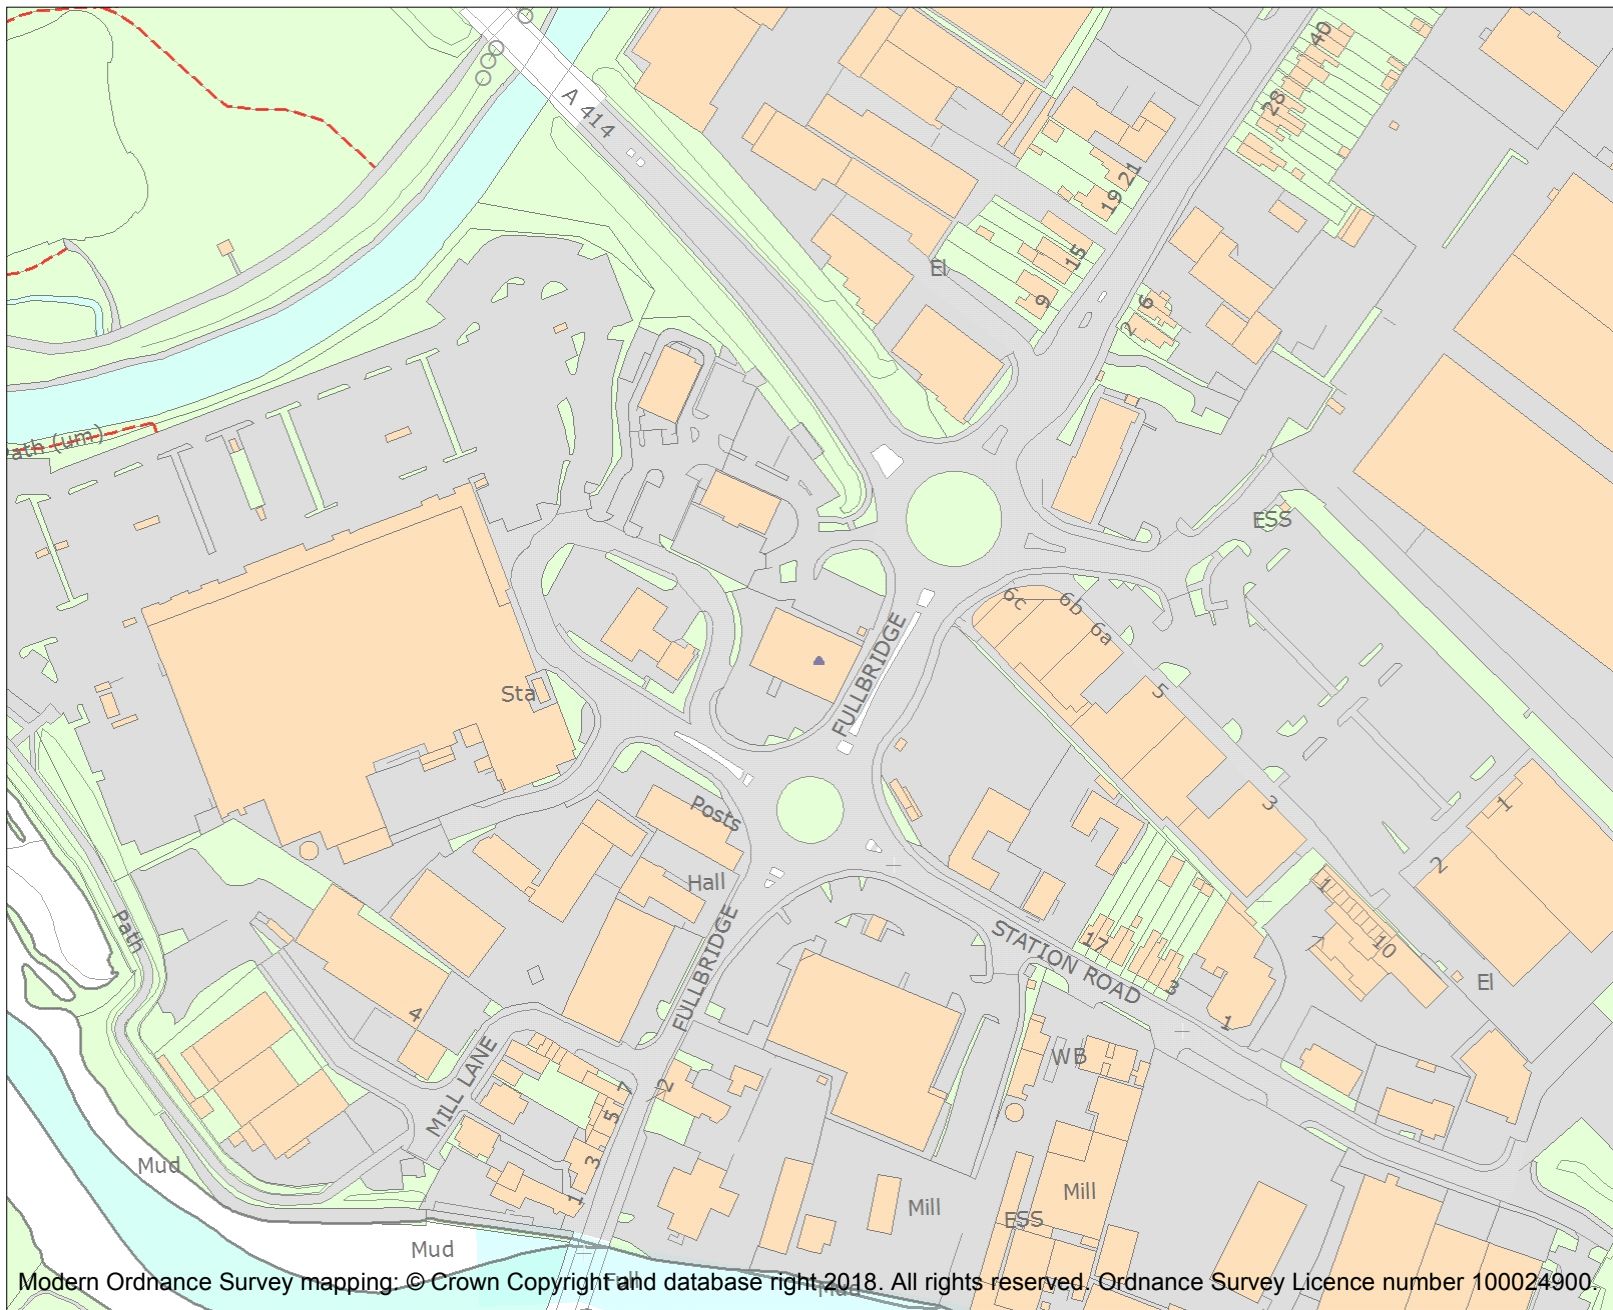 40
A 414
28
21
19
15
El
9
6
2
Path (um)
ESS
6c
6b
6a
FULLBRIDGE
5
Sta
3
1
Posts
2
Hall
1
Path
FULLBRIDGE
STATION ROAD
17
7
10
3
El
4
1
MILL LANE
WB
2
7
5
Mud
3
Mill
1
Mill
ESS
Mud
Full
Mud
Modern Ordnance Survey mapping: © Crown Copyright and database right 2018. All rights reserved. Ordnance Survey Licence number 100024900.